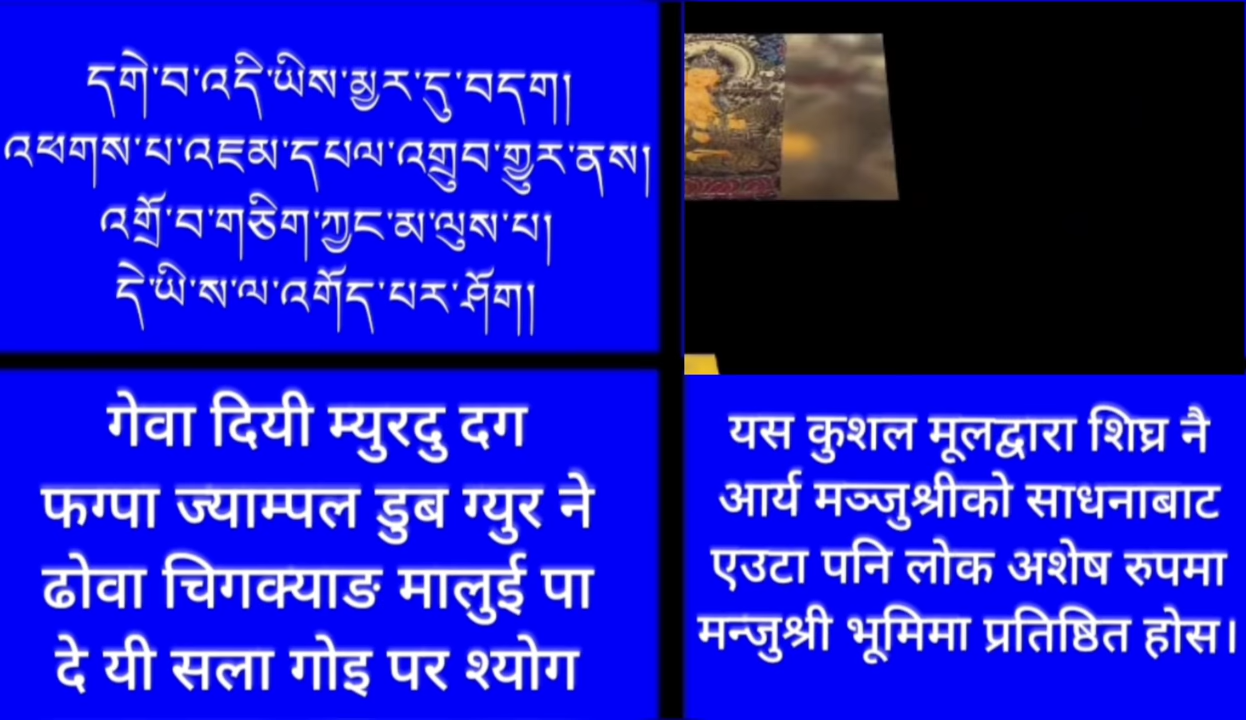 དགེ་བ་འདི་ཡིས་མྱུར་དུ་བདག།
འཕགས་པ་འཇམ་དཔལ་འགྲུབ་གྱུར་ནས།
འགྲོ་བ་གཅིག་ཀྱང་མ་ལུས་པ།
དེ་ཡི་ས་ལ་འགོད་པར་ཤོག།
गेवा दियी म्युरदु दग
फग्पा ज्याम्पल डुब ग्युर ने
ढोवा चिगक्याङ मालुई पा
दे यी सला गोइ पर श्योग
यस कुशल मूलद्वारा शिघ्र नै
आर्य मञ्जुश्रीको साधनाबाट
एउटा पनि लोक अशेष रुपमा
मन्जुश्री भूमिमा प्रतिष्ठित होस।